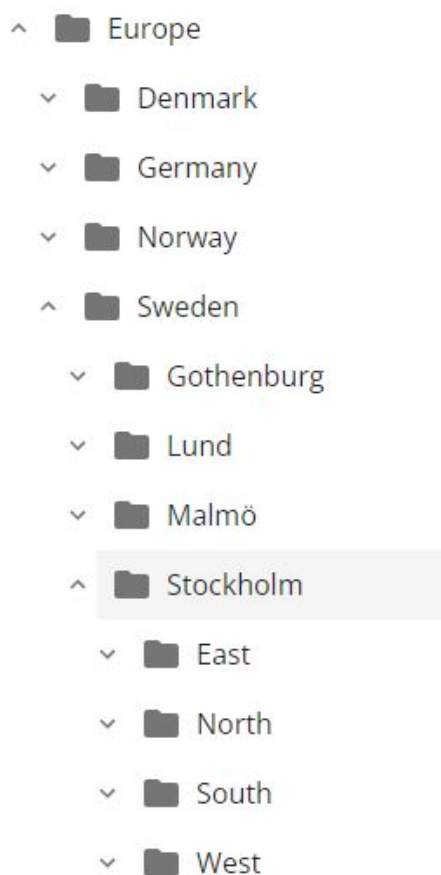 Europe
Denmark
Germany
Norway
Sweden
Gothenburg
Lund
Malmö
Stockholm
East
North
South
West